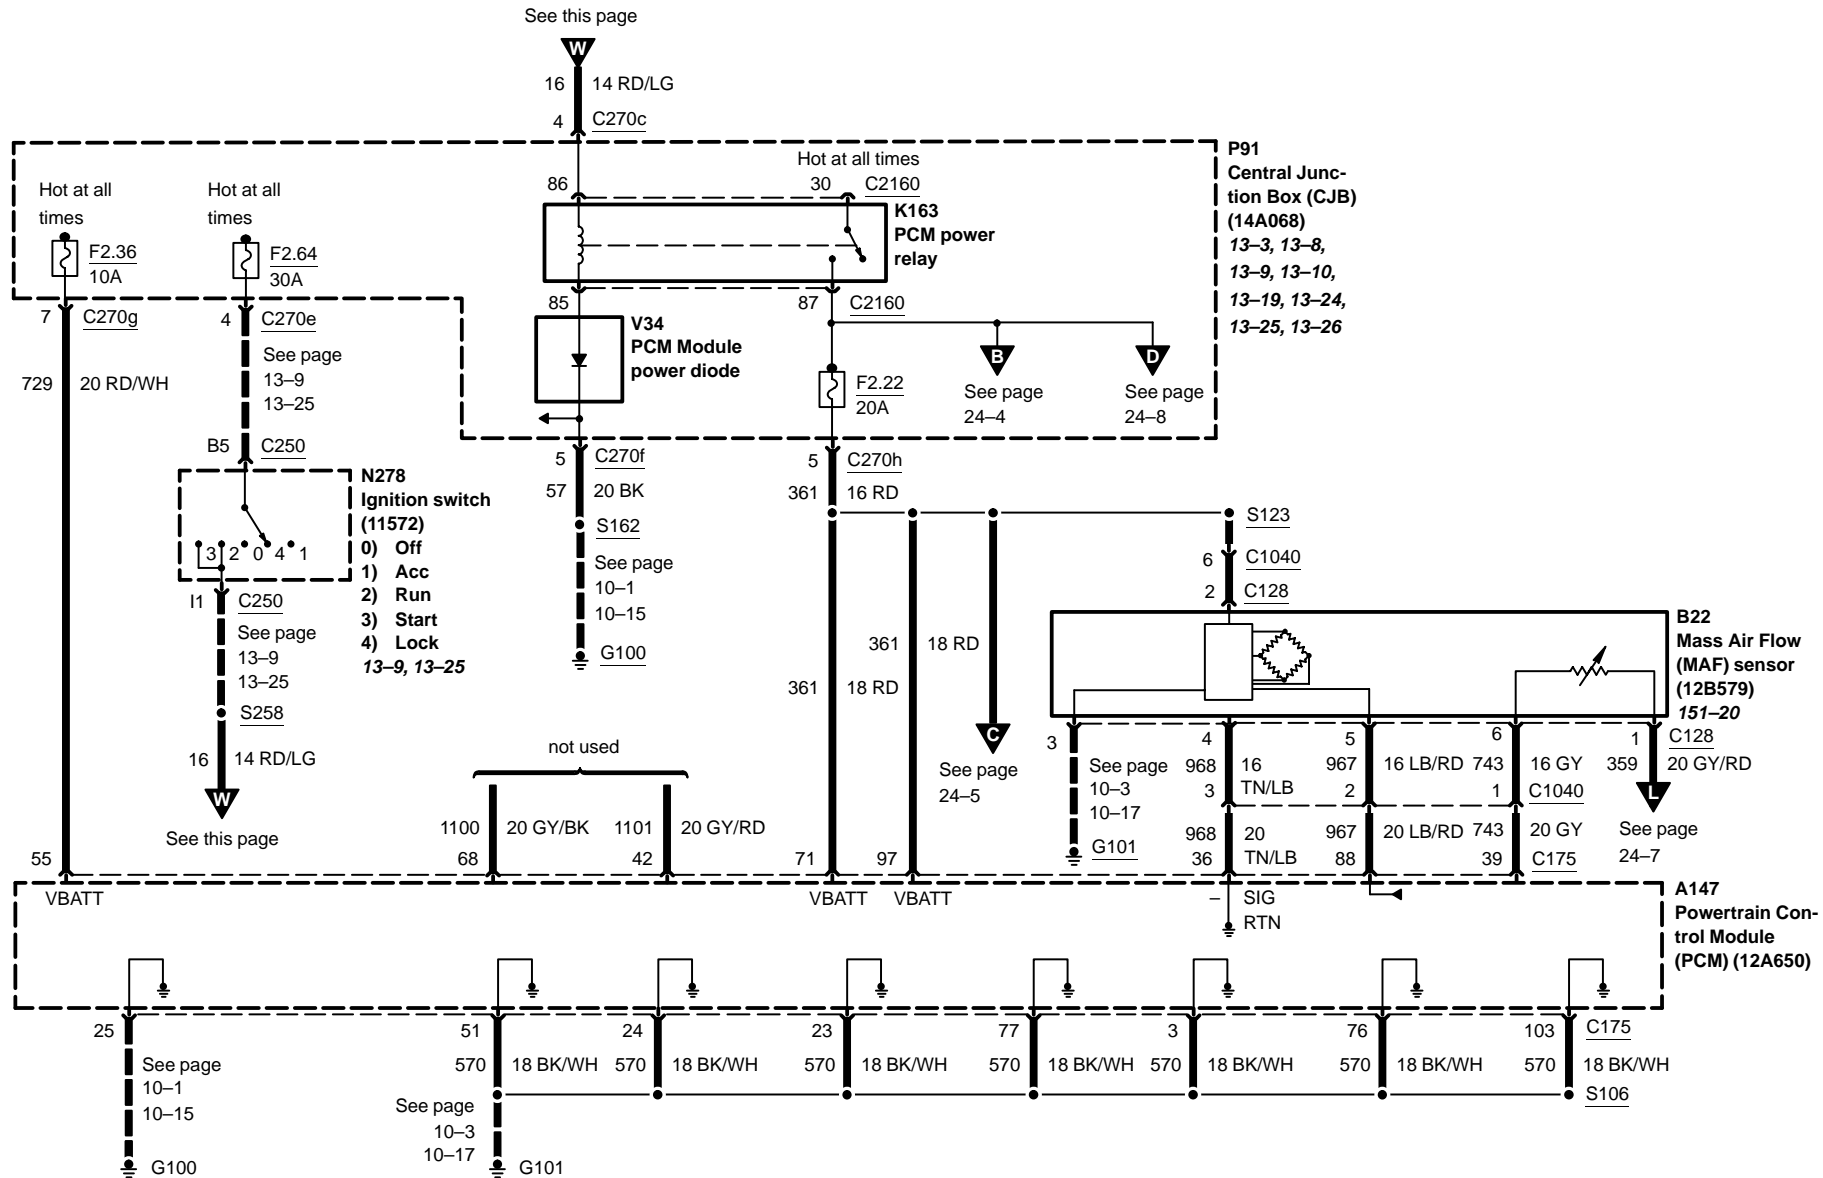 See this page
W
16 14 RD/LG
4 C270c
P91
Central Junc-
tion Box (CJB)
(14A068)
13–3, 13–8,
13–9, 13–10,
13–19, 13–24,
13–25, 13–26
Hot at all
times
F2.36
10A
Hot at all
times
F2.64
30A
Hot at all times
86 30 C2160
K163
PCM power
relay
85 87 C2160
V34
PCM Module
power diode
F2.22
20A
B
See page
24–4
D
See page
24–8
7 C270g
4 C270e
See page
13–9
13–25
729 20 RD/WH
B5 C250
N278
Ignition switch
(11572)
0) Off
1) Acc
2) Run
3) Start
4) Lock
13–9, 13–25
3 2 0 4 1
I1 C250
See page
13–9
13–25
S258
16 14 RD/LG
W
See this page
5 C270f
57 20 BK
S162
See page
10–1
10–15
G100
5 C270h
361 16 RD
S123
6 C1040
2 C128
361 18 RD
361 18 RD
C
See page
24–5
B22
Mass Air Flow
(MAF) sensor
(12B579)
151–20
3 4 5 6 1 C128
See page
10–3
10–17
G101
968 16
TN/LB
967 16 LB/RD
743 16 GY
359 20 GY/RD
3 2 1 C1040
L
See page
24–7
968 20
TN/LB
967 20 LB/RD
743 20 GY
36 88 39 C175
not used
1100 20 GY/BK
1101 20 GY/RD
55 68 42 71 97
VBATT VBATT VBATT
– SIG
RTN
A147
Powertrain Con-
trol Module
(PCM) (12A650)
25 51 24 23 77 3 76 103 C175
570 18 BK/WH
570 18 BK/WH
570 18 BK/WH
570 18 BK/WH
570 18 BK/WH
570 18 BK/WH
570 18 BK/WH
S106
See page
10–1
10–15
G100
See page
10–3
10–17
G101